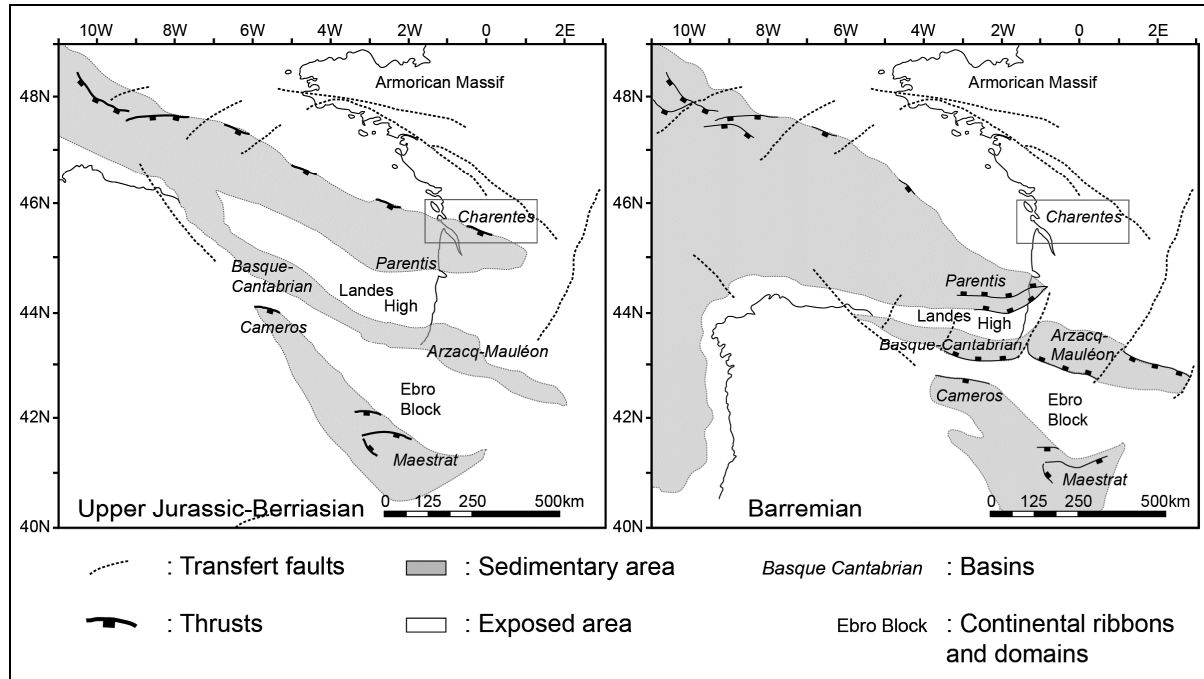 10W 8W 6W 4W 2W 0 2E
48N
46N
44N
42N
40N
Armorican Massif
Charentes
Parentis
Basque-
Cantabrian
Landes
High
Cameros
Arzacq-Mauléon
Ebro
Block
Maestrat
Upper Jurassic-Berriasian
0 125 250 500km
10W 8W 6W 4W 2W 0 2E
48N
46N
44N
42N
40N
Armorican Massif
Charentes
Parentis
Landes
High
Basque-Cantabrian
Arzacq-
Mauléon
Cameros
Ebro
Block
Maestrat
Barremian
0 125 250 500km
: Transfert faults
: Sedimentary area
Basque Cantabrian : Basins
: Thrusts
: Exposed area
Ebro Block : Continental ribbons
and domains